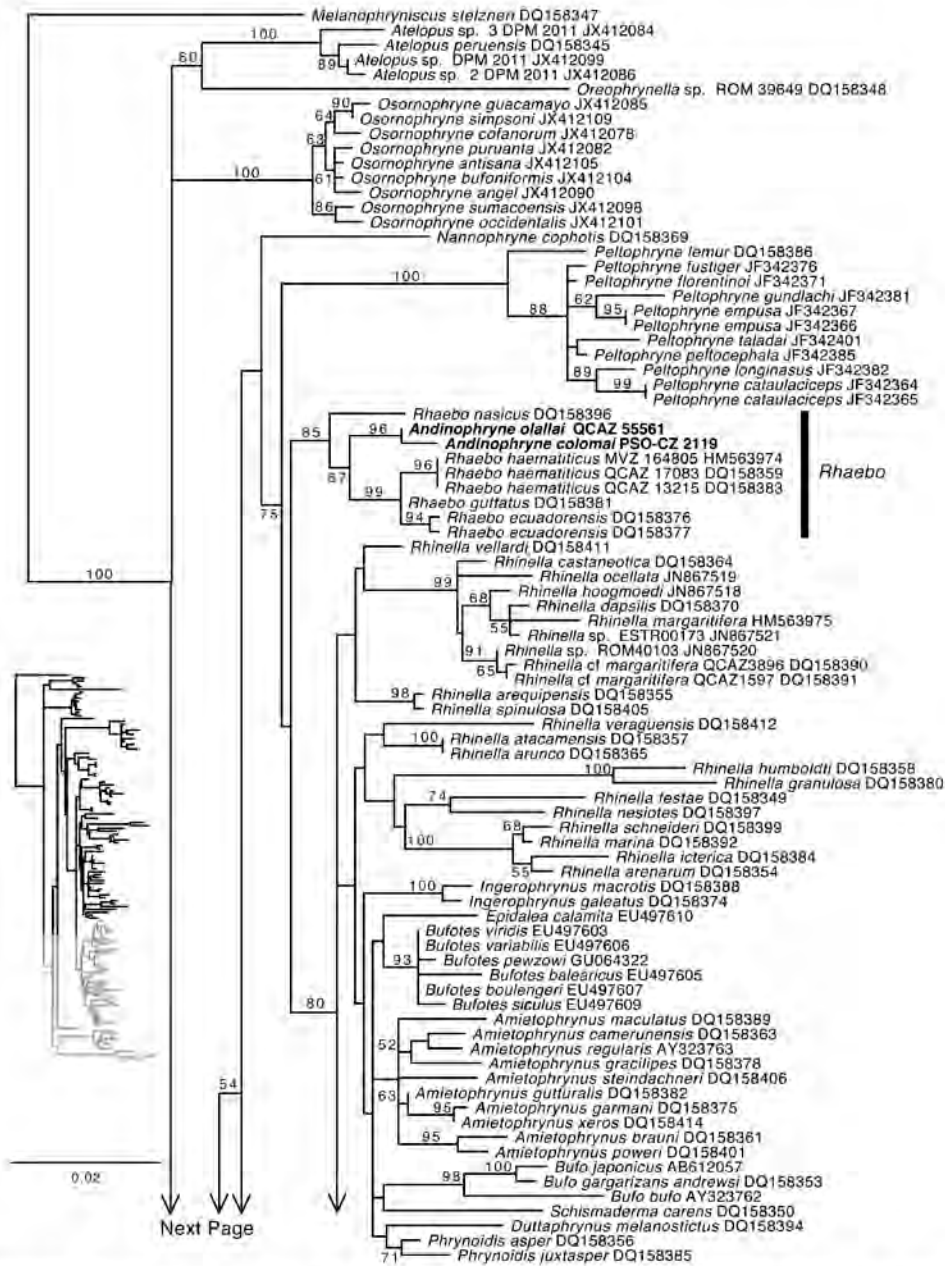 Melanophryniscus stelzneri DQ158347
100
Atelopus sp. 3 DPM 2011 JX412084
Atelopus peruensis DQ158345
60
89
Atelopus sp. DPM 2011 JX412099
Atelopus sp. 2 DPM 2011 JX412086
Oreophrynella sp. ROM 39649 DQ158348
90
Osornophryne guacamayo JX412085
64
Osornophryne simpsoni JX412109
Osornophryne cofanorum JX412078
63
Osornophryne puruanta JX412082
100
Osornophryne antisana JX412105
61
Osornophryne bufoniformis JX412104
Osornophryne angel JX412090
86
Osornophryne sumacoensis JX412098
Osornophryne occidentalis JX412101
Nannophryne cophotis DQ158369
Peltophryne lemur DQ158386
100
Peltophryne fustiger JF342376
Peltophryne florentinoi JF342371
62
Peltophryne gundlachi JF342381
88
95
Peltophryne empusa JF342367
Peltophryne empusa JF342366
Peltophryne taladai JF342401
Peltophryne peltocephala JF342385
89
Peltophryne longinasus JF342382
99
Peltophryne cataulaciceps JF342364
Peltophryne cataulaciceps JF342365
Rhaebo nasicus DQ158396
85
96
Andinophryne olallai QCAZ 55561
Andinophryne colomai PSO-CZ 2119
67
Rhaebo haematiticus MVZ 164805 HM563974
96
Rhaebo haematiticus QCAZ 17083 DQ158359
Rhaebo
99
Rhaebo haematiticus QCAZ 13215 DQ158383
Rhaebo guttatus DQ158381
75
94
Rhaebo ecuadorensis DQ158376
Rhaebo ecuadorensis DQ158377
Rhinella vellardi DQ158411
Rhinella castaneotica DQ158364
100
99
Rhinella ocellata JN867519
68
Rhinella hoogmoedi JN867518
Rhinella dapsilis DQ158370
55
Rhinella margaritifera HM563975
Rhinella sp. ESTR00173 JN867521
91
Rhinella sp. ROM40103 JN867520
65
Rhinella cf margaritifera QCAZ3896 DQ158390
Rhinella cf margaritifera QCAZ1597 DQ158391
98
Rhinella arequipensis DQ158355
Rhinella spinulosa DQ158405
Rhinella veraguensis DQ158412
100
Rhinella atacamensis DQ158357
Rhinella arunco DQ158365
100
Rhinella humboldti DQ158358
Rhinella granulosa DQ158380
74
Rhinella festae DQ158349
Rhinella nesiotes DQ158397
68
Rhinella schneideri DQ158399
100
Rhinella marina DQ158392
Rhinella icterica DQ158384
55
Rhinella arenarum DQ158354
100
Ingerophrynus macrotis DQ158388
Ingerophrynus galeatus DQ158374
Epidalea calamita EU497610
Bufotes viridis EU497603
Bufotes variabilis EU497606
93
Bufotes pewzowi GU064322
Bufotes balearicus EU497605
Bufotes boulengeri EU497607
80
Bufotes siculus EU497609
Amietophrynus maculatus DQ158389
Amietophrynus camerunensis DQ158363
52
Amietophrynus regularis AY323763
Amietophrynus gracilipes DQ158378
Amietophrynus steindachneri DQ158406
54
63
Amietophrynus gutturalis DQ158382
95
Amietophrynus garmani DQ158375
Amietophrynus xeros DQ158414
95
Amietophrynus brauni DQ158361
Amietophrynus poweri DQ158401
0.02
100
Bufo japonicus AB612057
98
Bufo gargarizans andrewsi DQ158353
Bufo bufo AY323762
Schismaderma carens DQ158350
Next Page
Duttaphrynus melanostictus DQ158394
Phrynoidis asper DQ158356
71
Phrynoidis juxtasper DQ158385